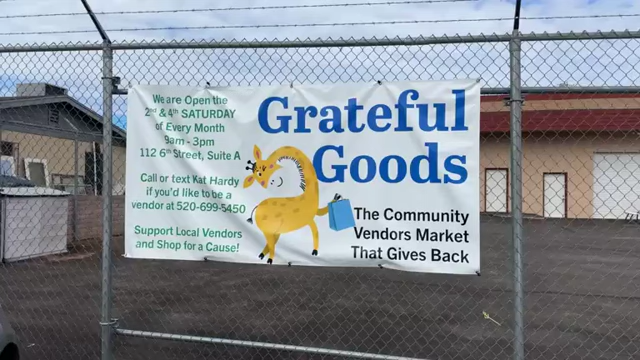 We are Open the
2nd & 4th SATURDAY
of Every Month
9am - 3pm
112 6th Street, Suite A
Call or text Kat Hardy
if you'd like to be a
vendor at 520-699-5450
Support Local Vendors
and Shop for a Cause!
Grateful
Goods
The Community
Vendors Market
That Gives Back